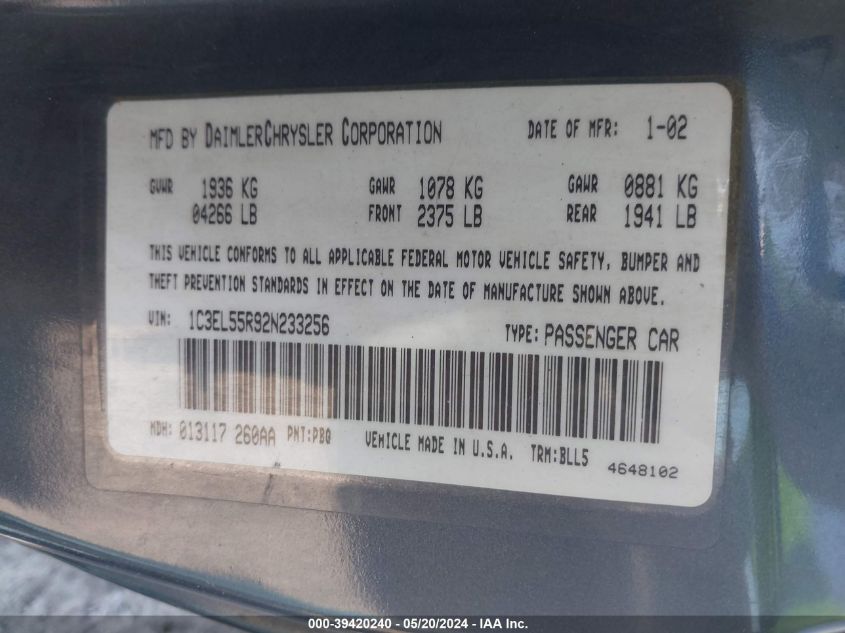 MFD BY DAIMLERCHRYSLER CORPORATION DATE OF MFR: 1-02
GVWR 1936 KG GAWR 1078 KG GAWR 0881 KG
04266 LB FRONT 2375 LB REAR 1941 LB
THIS VEHICLE CONFORMS TO ALL APPLICABLE FEDERAL MOTOR VEHICLE SAFETY, BUMPER AND
THEFT PREVENTION STANDARDS IN EFFECT ON THE DATE OF MANUFACTURE SHOWN ABOVE.
VIN: 1C3EL55R92N233256 TYPE: PASSENGER CAR
MDH: 013117 260AA PNT:PBQ VEHICLE MADE IN U.S.A. TRM:BLL5
4648102
000-39420240 - 05/20/2024 - IAA Inc.